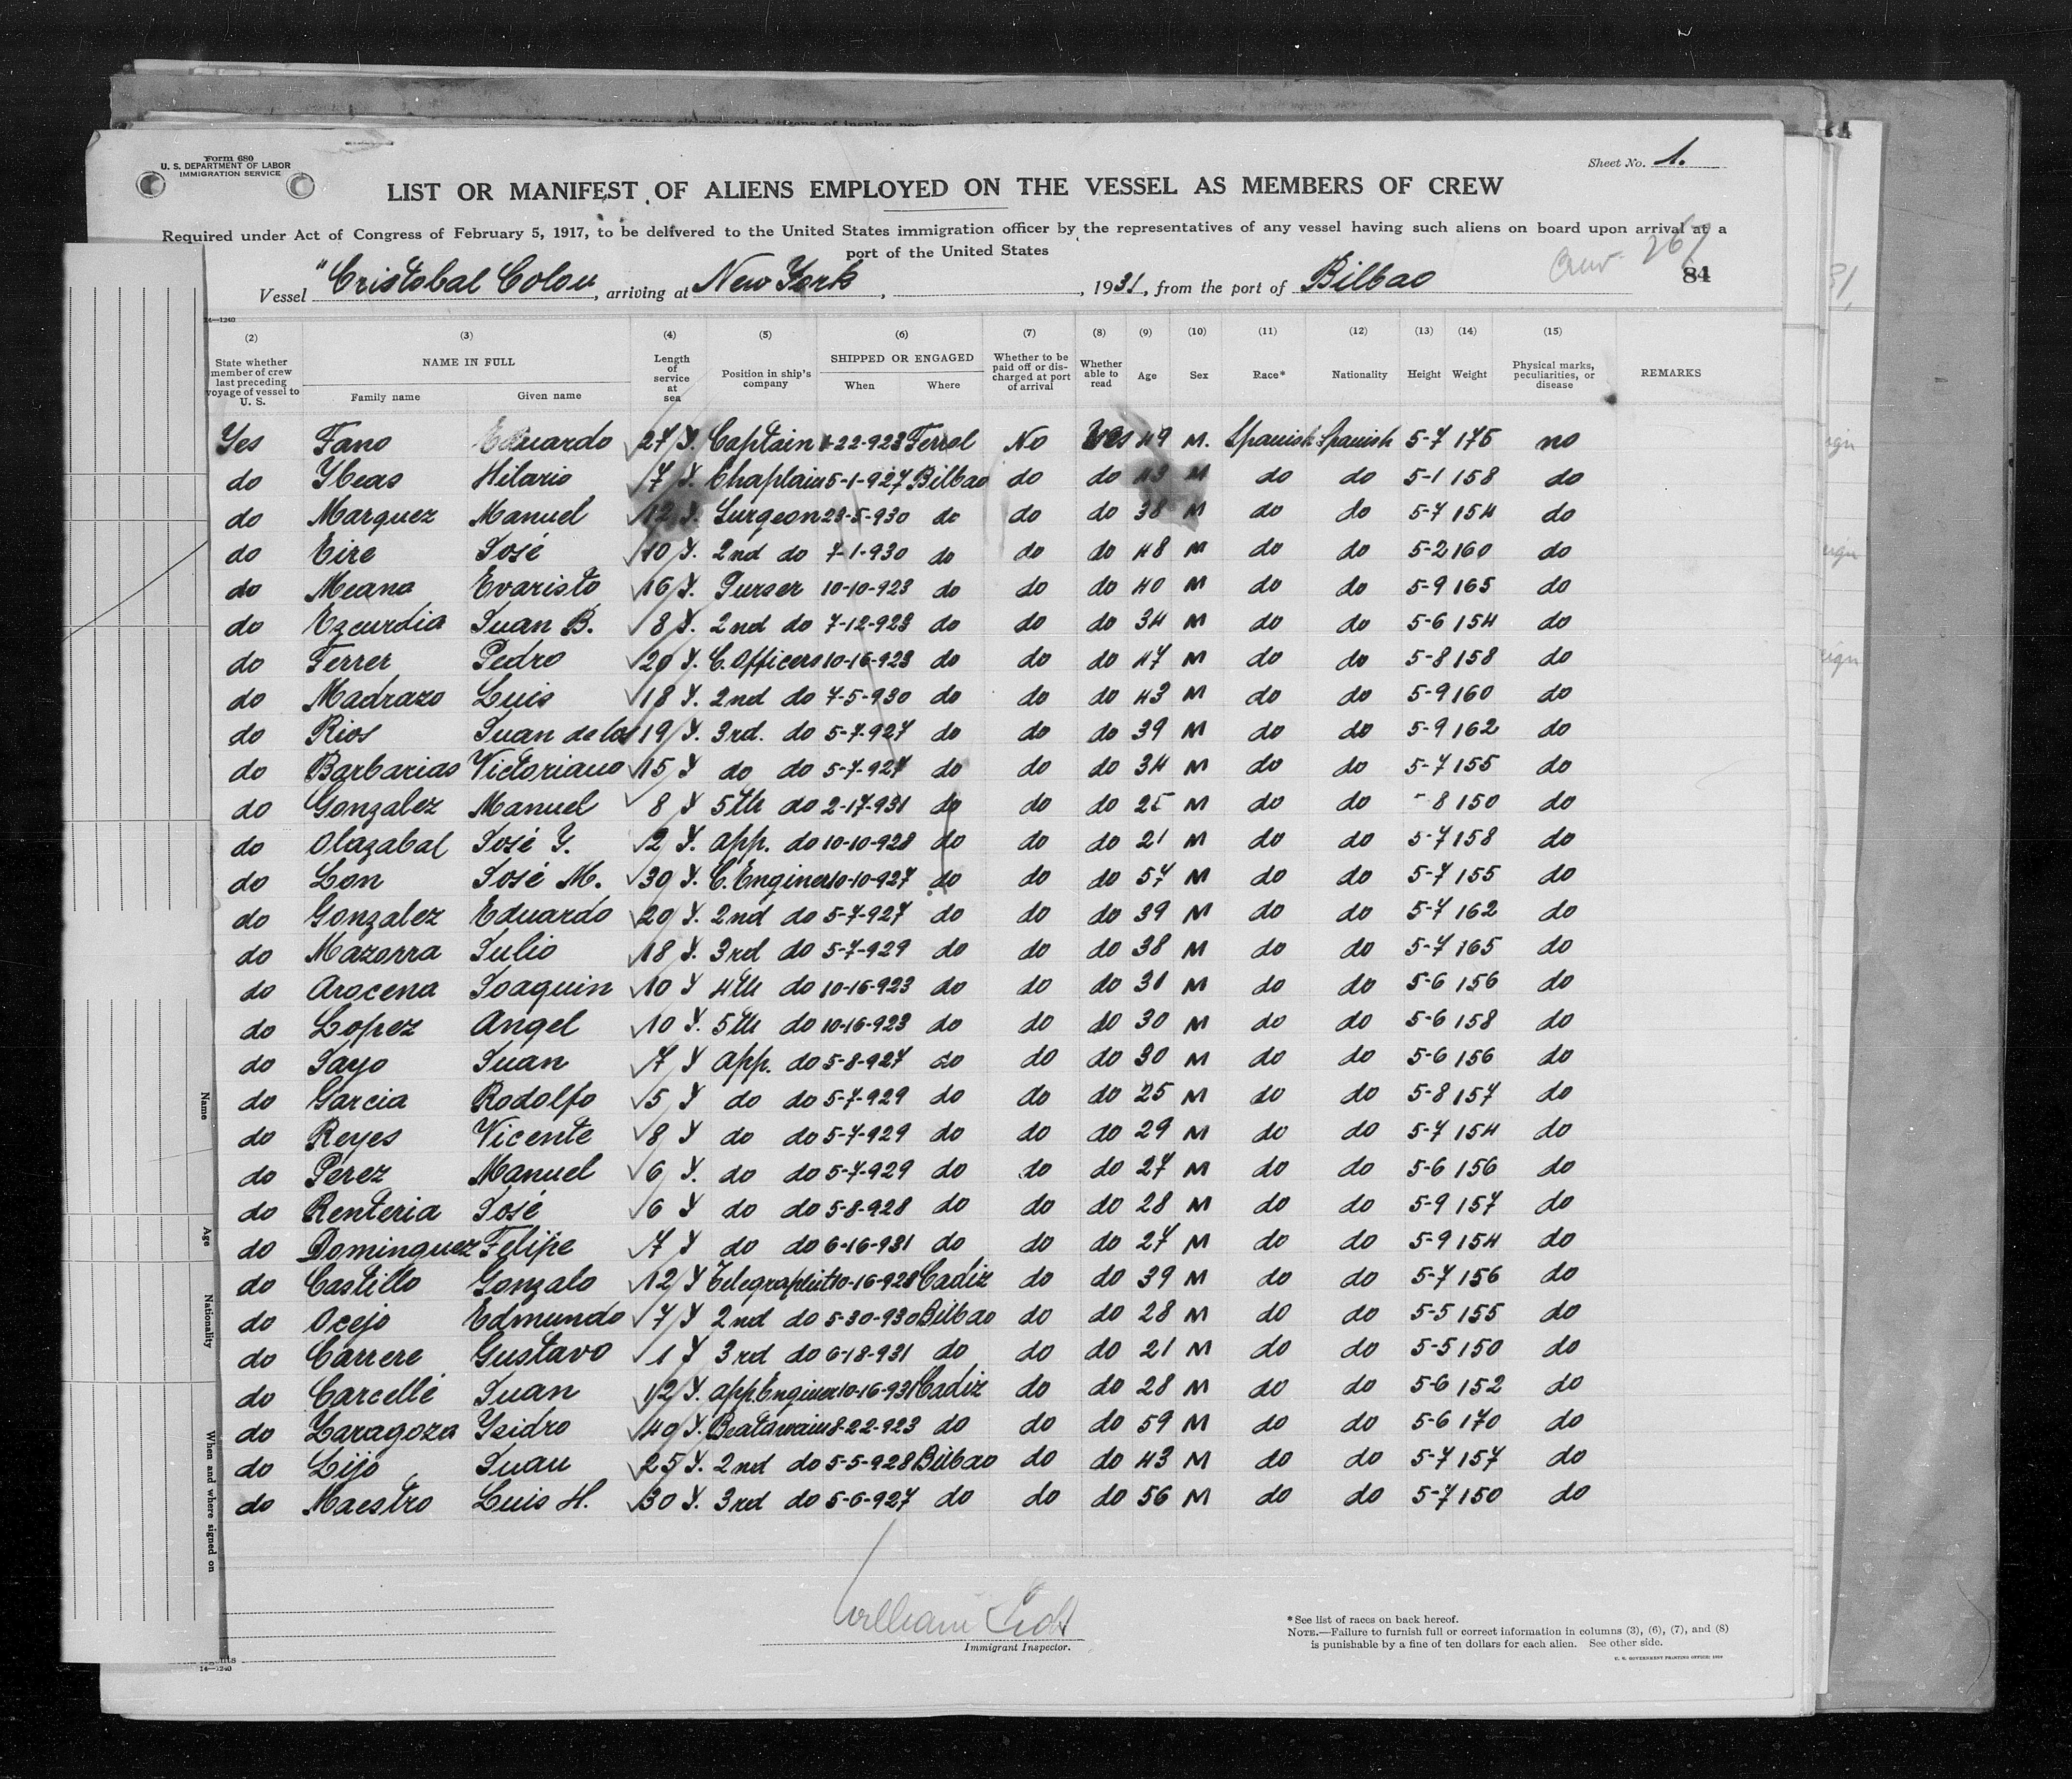 Form 680
U. S. DEPARTMENT OF LABOR
IMMIGRATION SERVICE
Sheet No. 1.
LIST OR MANIFEST OF ALIENS EMPLOYED ON THE VESSEL AS MEMBERS OF CREW
Required under Act of Congress of February 5, 1917, to be delivered to the United States immigration officer by the representatives of any vessel having such aliens on board upon arrival at a
port of the United States
Crew 267
84
Vessel "Cristobal Colon, arriving at New York, , 1931, from the port of Bilbao
14—1240
(2) (3) (4) (5) (6) (7) (8) (9) (10) (11) (12) (13) (14) (15)
State whether member of crew last preceding voyage of vessel to U. S. NAME IN FULL Family name Given name Length of service at sea Position in ship's company SHIPPED OR ENGAGED When Where Whether to be paid off or discharged at port of arrival Whether able to read Age Sex Race* Nationality Height Weight Physical marks, peculiarities, or disease REMARKS
Yes Fano Eduardo 27 Y. Captain 22-923 Ferrol No Yes 49 M. Spanish Spanish 5-7 175 no
do Ybeas Hilario 17 Y. Chaplain 5-1-927 Bilbao do do 43 M do do 5-1 158 do
do Marquez Manuel 12 Y. Surgeon 23-5-930 do do do 38 M do do 5-7 154 do
do Eire José 10 Y. 2nd do 7-1-930 do do do 48 M do do 5-2 160 do
do Meana Evaristo 16 Y. Purser 10-10-923 do do do 40 M do do 5-9 165 do
do Ezcurdia Juan B. 8 Y. 2nd do 7-12-923 do do do 34 M do do 5-6 154 do
do Ferrer Pedro 20 Y. C. Officers 10-16-923 do do do 47 M do do 5-8 158 do
do Madrazo Luis 18 Y. 2nd do 7-5-930 do do do 43 M do do 5-9 160 do
do Rios Juan de los 19 Y. 3rd. do 5-7-927 do do do 39 M do do 5-9 162 do
do Barbarias Victoriano 15 Y do do 5-7-927 do do do 34 M do do 5-7 155 do
do Gonzalez Manuel 8 Y 5th do 2-17-931 do do do 25 M do do - 8 150 do
do Olazabal José Y. 2 Y. app. do 10-10-928 do do do 21 M do do 5-7 158 do
do Lon José M. 30 Y. C. Enginer 10-10-927 do do do 57 M do do 5-7 155 do
do Gonzalez Eduardo 20 Y. 2nd do 5-7-927 do do do 39 M do do 5-7 162 do
do Mazorra Julio 18 Y. 3rd do 5-7-929 do do do 38 M do do 5-7 165 do
do Arocena Joaquin 10 Y 4th do 10-16-923 do do do 31 M do do 5-6 156 do
do Lopez Angel 10 Y. 5th do 10-16-923 do do do 30 M do do 5-6 158 do
do Jayo Juan 7 Y app. do 5-8-927 do do do 30 M do do 5-6 156 do
do Garcia Rodolfo 5 Y do do 5-7-929 do do do 25 M do do 5-8 157 do
do Reyes Vicente 8 Y do do 5-7-929 do do do 29 M do do 5-7 154 do
do Perez Manuel 6 Y. do do 5-7-929 do do do 27 M do do 5-6 156 do
do Renteria José 6 Y do do 5-8-928 do do do 28 M do do 5-9 157 do
do Dominguez Felipe 7 Y do do 6-16-931 do do do 27 M do do 5-9 154 do
do Castillo Gonzalo 12 Y Telegraphist 10-16-928 Cadiz do do 39 M do do 5-7 156 do
do Ocejo Edmundo 7 Y 2nd do 5-30-930 Bilbao do do 28 M do do 5-5 155 do
do Carrere Gustavo 1 Y 3rd do 6-18-931 do do do 21 M do do 5-5 150 do
do Carcellé Juan 12 Y. app. Enginer 10-16-931 Cadiz do do 28 M do do 5-6 152 do
do Zaragoza Ysidro 40 Y. Boatswain 8-22-923 do do do 59 M do do 5-6 170 do
do Lijo Juan 25 Y. 2nd do 5-5-928 Bilbao do do 43 M do do 5-7 157 do
do Maestro Luis H. 30 Y. 3rd do 5-6-927 do do do 56 M do do 5-7 150 do
Name
Age
Nationality
When and where signed on
William
Immigrant Inspector.
*See list of races on back hereof.
NOTE.—Failure to furnish full or correct information in columns (3), (6), (7), and (8)
is punishable by a fine of ten dollars for each alien. See other side.
14—1240